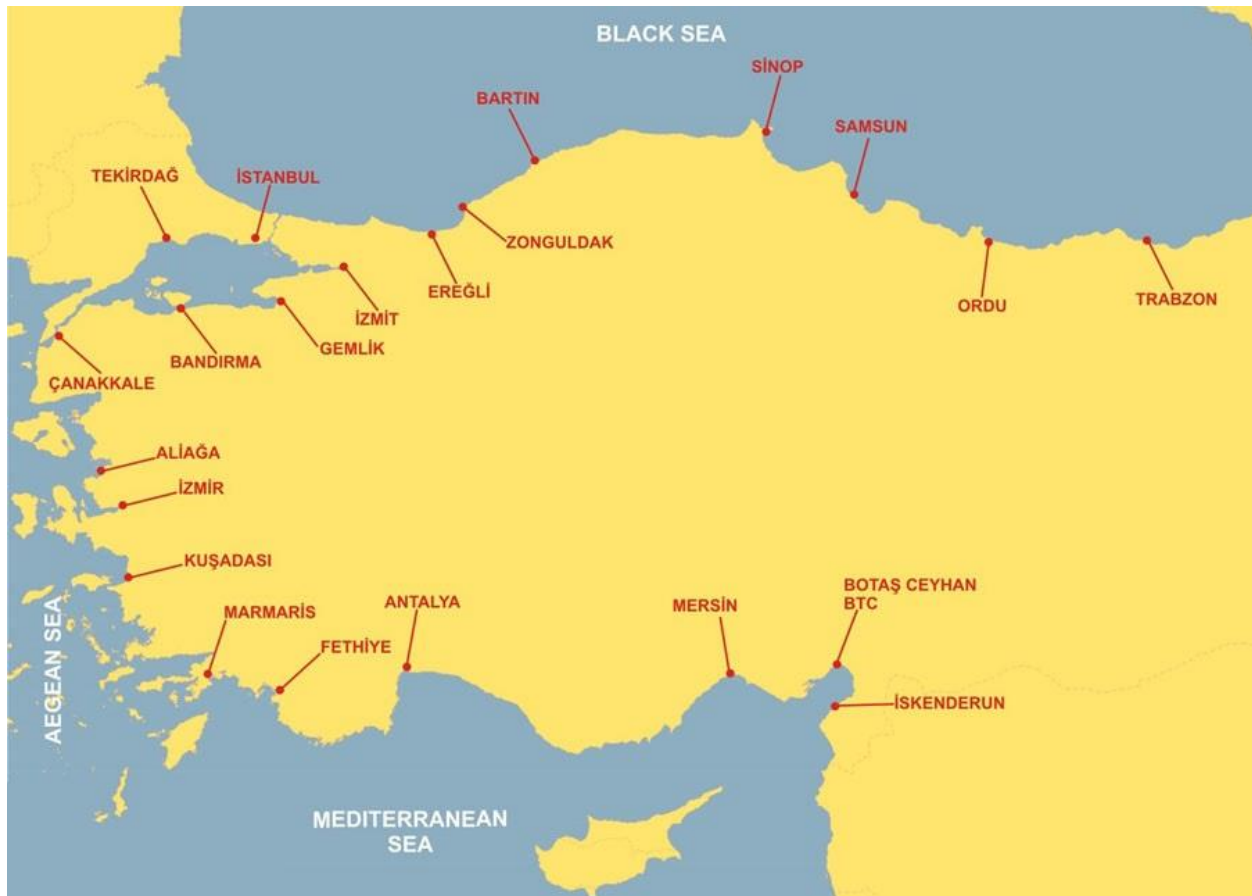 BLACK SEA
SİNOP
BARTIN
SAMSUN
TEKİRDAĞ
İSTANBUL
ZONGULDAK
EREĞLİ
ORDU
TRABZON
İZMİT
GEMLİK
BANDIRMA
ÇANAKKALE
ALİAĞA
İZMİR
KUŞADASI
BOTAŞ CEYHAN
BTC
ANTALYA
MERSİN
MARMARİS
FETHİYE
AEGEAN SEA
İSKENDERUN
MEDITERRANEAN
SEA